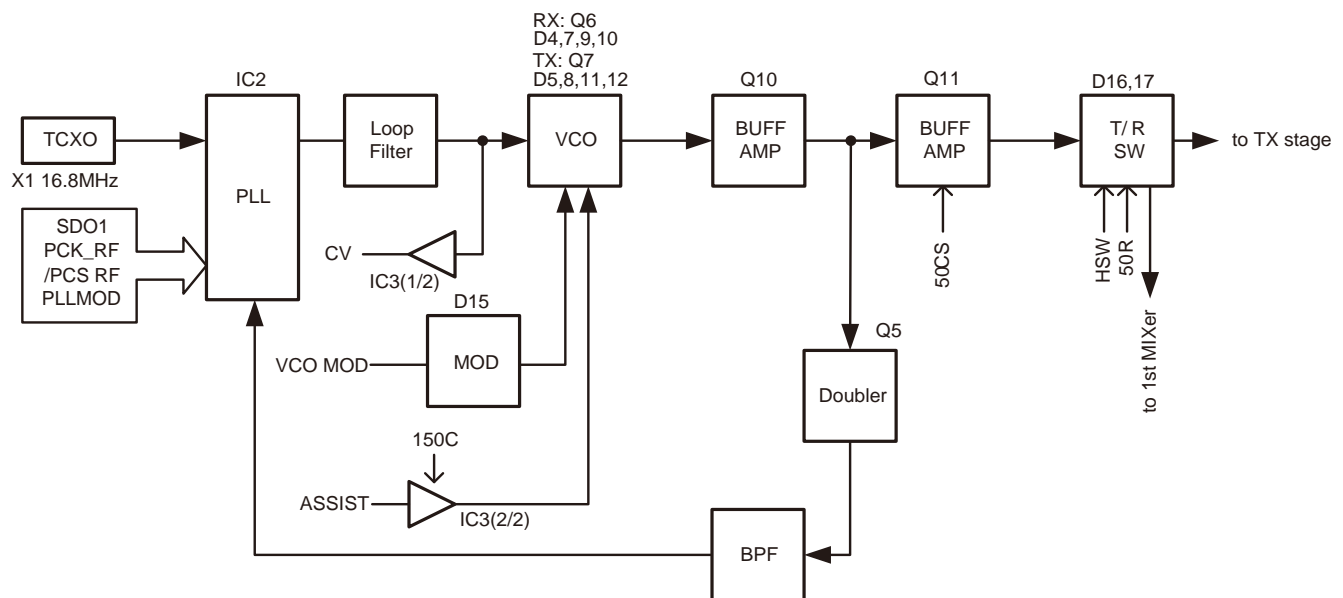 RX: Q6
D4,7,9,10
TX: Q7
D5,8,11,12
IC2
Q10
Q11
D16,17
TCXO
X1 16.8MHz
PLL
Loop
Filter
VCO
BUFF
AMP
BUFF
AMP
T/R
SW
to TX stage
SDO1
PCK_RF
/PCS RF
PLLMOD
CV
IC3(1/2)
50CS
HSW
50R
to 1st MIXer
D15
VCO MOD
MOD
Q5
Doubler
150C
ASSIST
IC3(2/2)
BPF